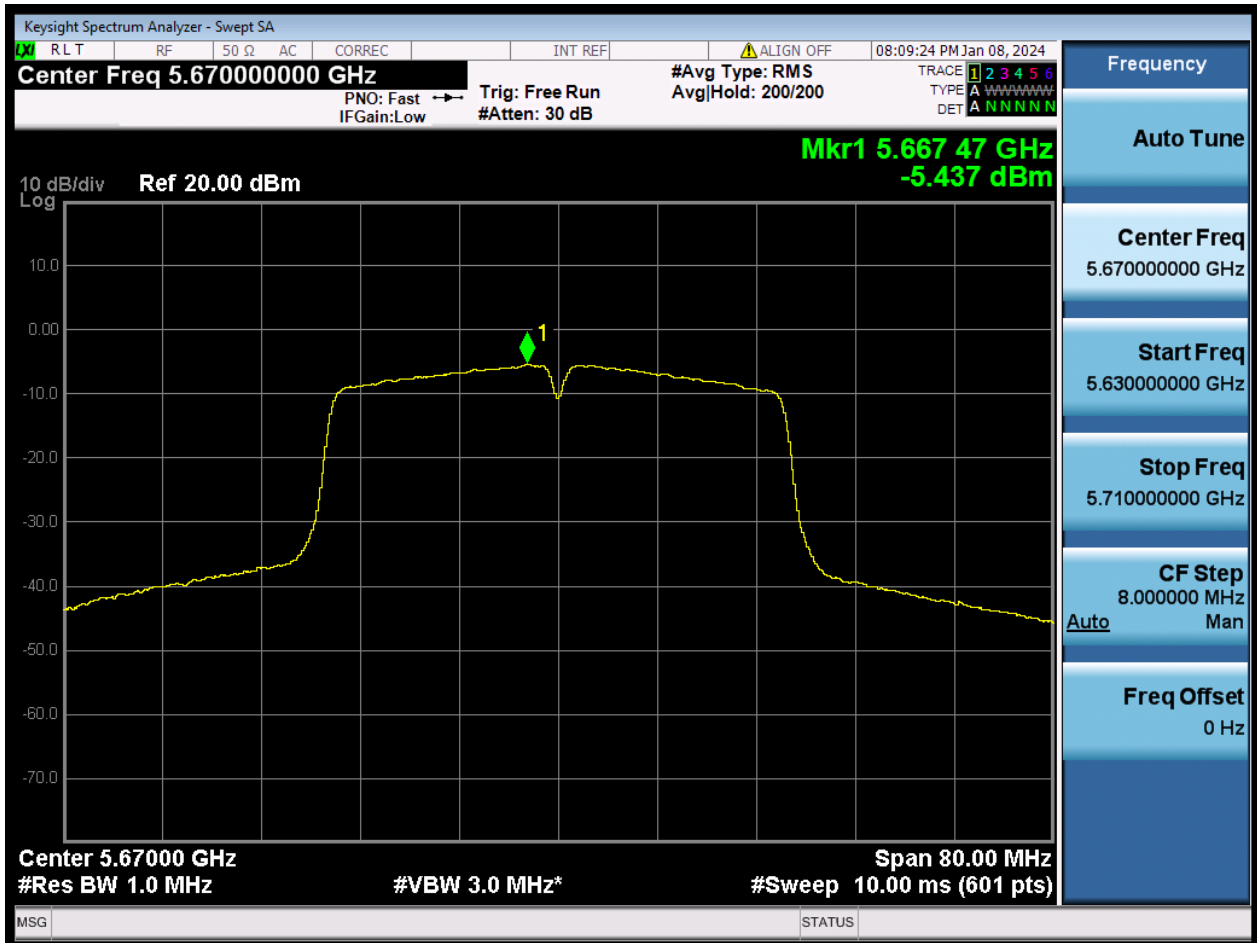 Keysight Spectrum Analyzer - Swept SA
LXI RLT RF 50 Ω AC CORREC INT REF ALIGN OFF 08:09:24 PM Jan 08, 2024
Center Freq 5.670000000 GHz
PNO: Fast
IFGain:Low
Trig: Free Run
#Atten: 30 dB
#Avg Type: RMS
Avg|Hold: 200/200
TRACE 1 2 3 4 5 6
TYPE A WWWWW
DET A N N N N N
Mkr1 5.667 47 GHz
-5.437 dBm
10 dB/div Ref 20.00 dBm
Log
10.0
0.00
1
-10.0
-20.0
-30.0
-40.0
-50.0
-60.0
-70.0
Center 5.67000 GHz Span 80.00 MHz
#Res BW 1.0 MHz #VBW 3.0 MHz* #Sweep 10.00 ms (601 pts)
MSG STATUS
Frequency
Auto Tune
Center Freq
5.670000000 GHz
Start Freq
5.630000000 GHz
Stop Freq
5.710000000 GHz
CF Step
8.000000 MHz
Auto Man
Freq Offset
0 Hz